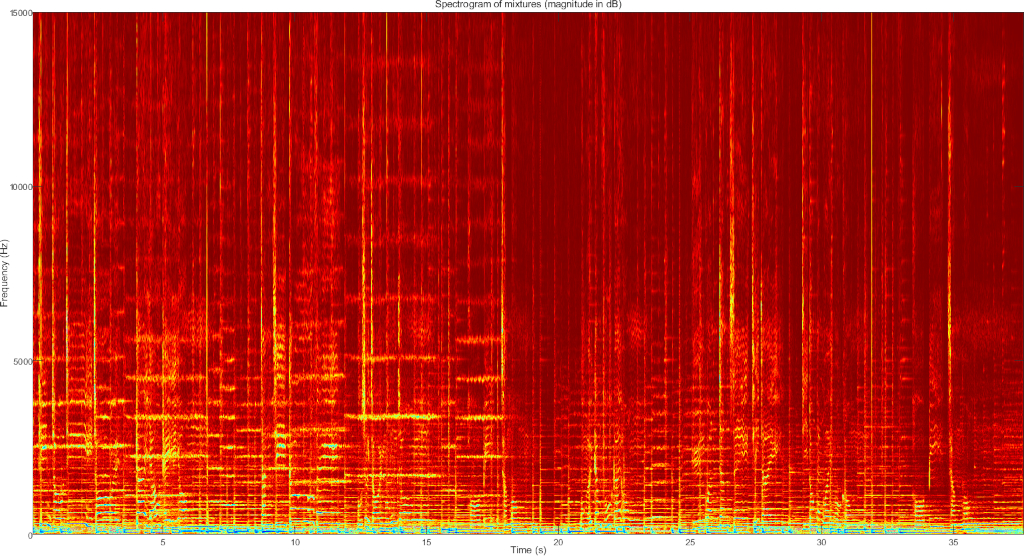 Spectrogram of mixtures (magnitude in dB)
15000
10000
5000
0
Frequency (Hz)
5 10 15 20 25 30 35
Time (s)